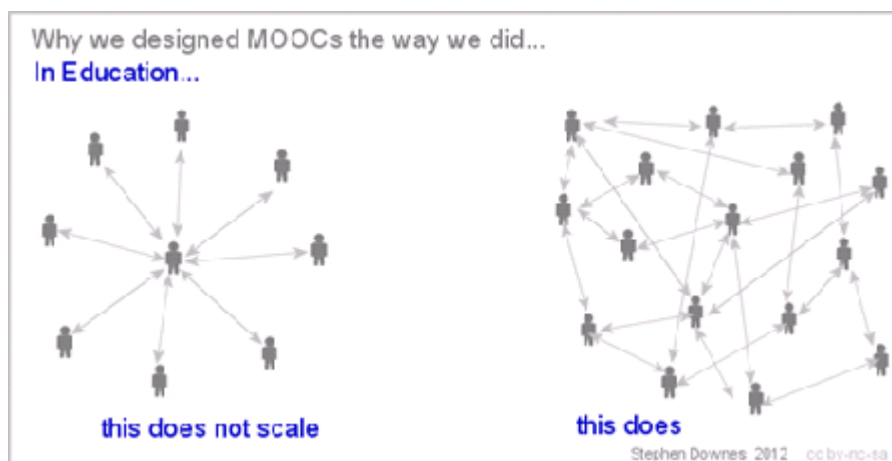 Why we designed MOOCs the way we did...
In Education...
this does not scale
this does
Stephen Downes 2012 cc by-nc-sa